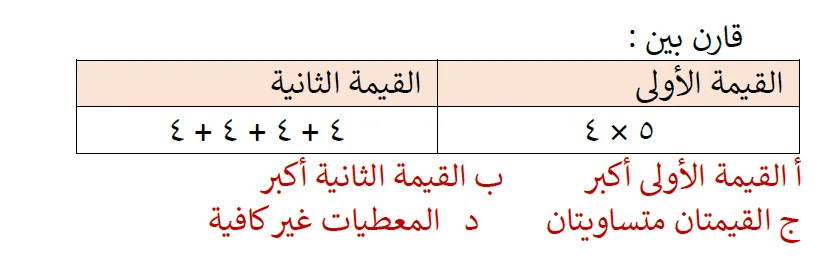 قارن بين :
القيمة الأولى القيمة الثانية
٥ × ٤ ٤ + ٤ + ٤ + ٤
أ القيمة الأولى أكبر ب القيمة الثانية أكبر
ج القيمتان متساويتان د المعطيات غير كافية